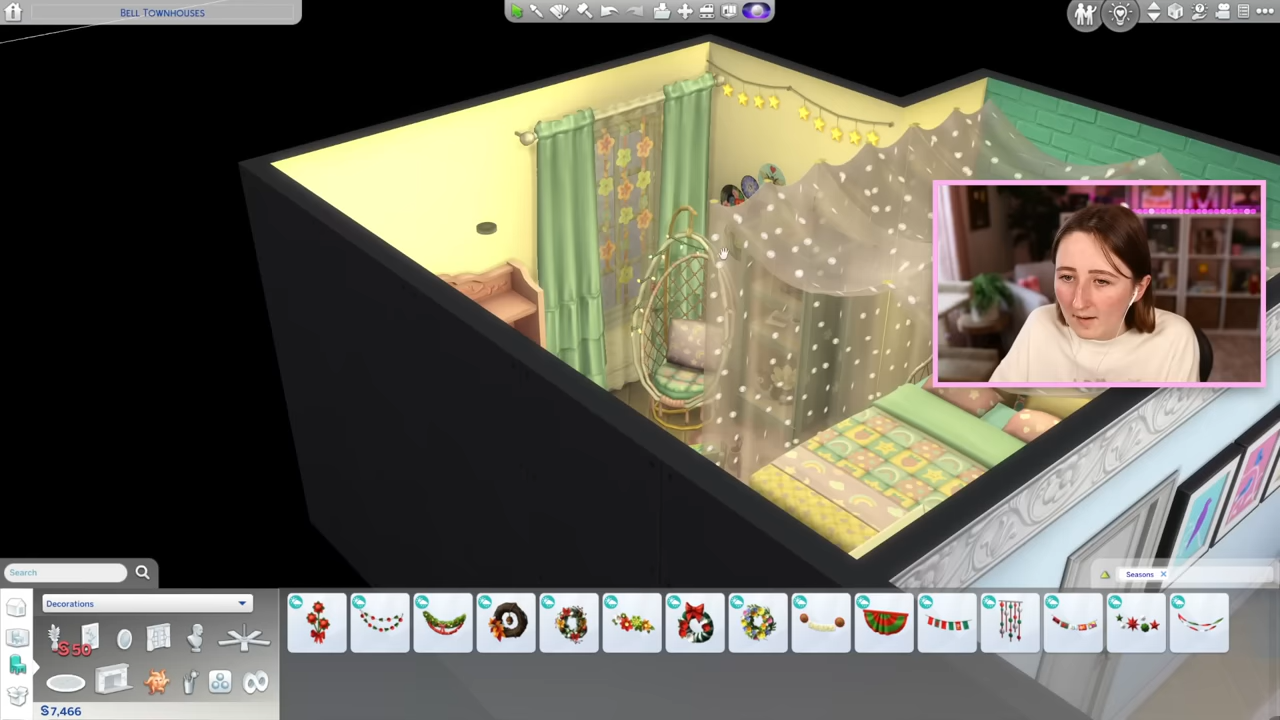 BELL TOWNHOUSES
Seasons
Search
Decorations
§50
§7,466